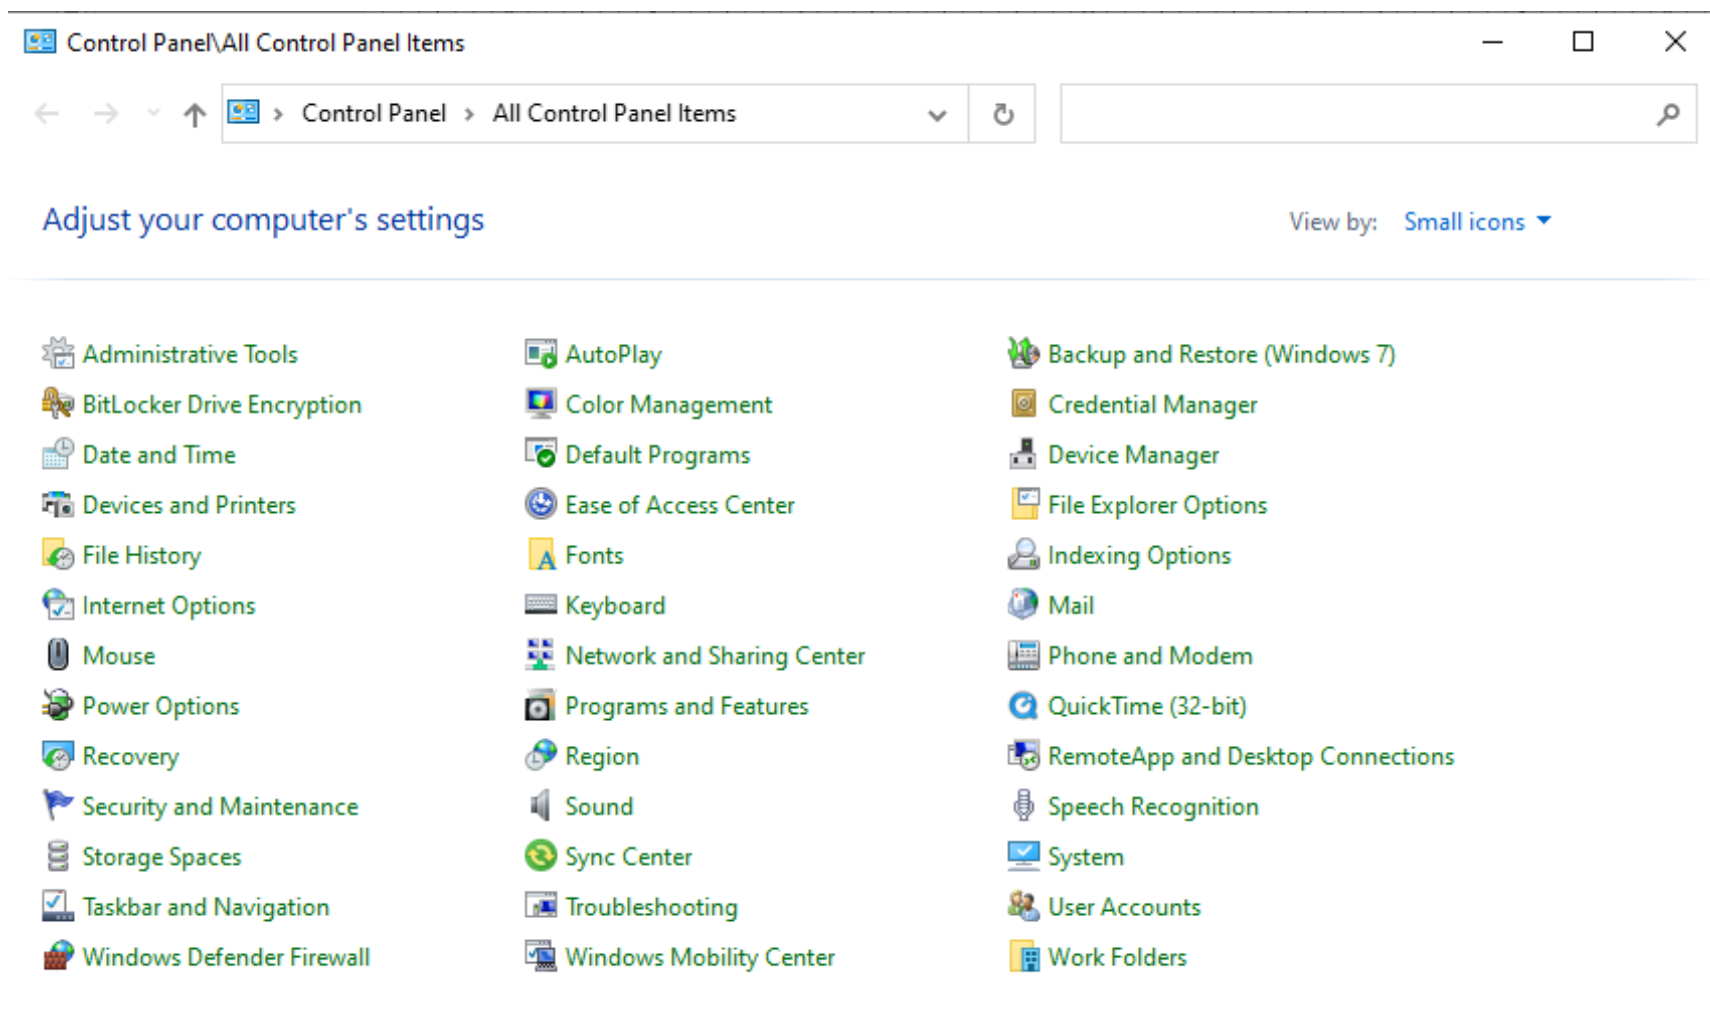 Control Panel\All Control Panel Items
Control Panel > All Control Panel Items
Adjust your computer's settings
View by: Small icons
Administrative Tools
AutoPlay
Backup and Restore (Windows 7)
BitLocker Drive Encryption
Color Management
Credential Manager
Date and Time
Default Programs
Device Manager
Devices and Printers
Ease of Access Center
File Explorer Options
File History
Fonts
Indexing Options
Internet Options
Keyboard
Mail
Mouse
Network and Sharing Center
Phone and Modem
Power Options
Programs and Features
QuickTime (32-bit)
Recovery
Region
RemoteApp and Desktop Connections
Security and Maintenance
Sound
Speech Recognition
Storage Spaces
Sync Center
System
Taskbar and Navigation
Troubleshooting
User Accounts
Windows Defender Firewall
Windows Mobility Center
Work Folders